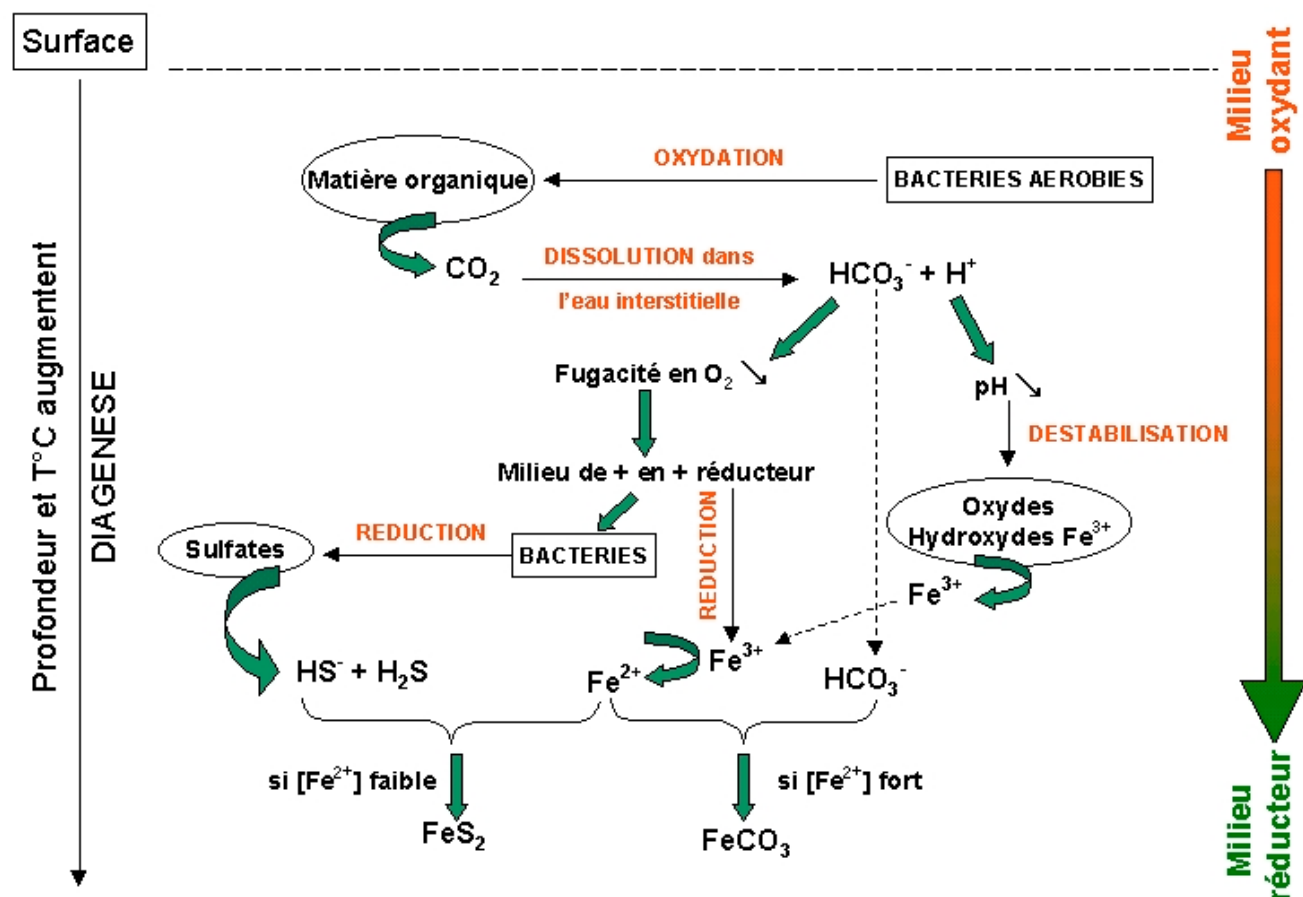 Surface
Milieu
oxydant
OXYDATION
Matière organique
BACTERIES AEROBIES
CO₂
DISSOLUTION dans
l'eau interstitielle
HCO₃⁻ + H⁺
Fugacité en O₂ ↘
pH ↘
DESTABILISATION
Milieu de + en + réducteur
Oxydes
Hydroxydes Fe³⁺
REDUCTION
Sulfates
BACTERIES
REDUCTION
Fe³⁺
Profondeur et T°C augmentent
DIAGENESE
HS⁻ + H₂S
Fe²⁺
Fe³⁺
HCO₃⁻
si [Fe²⁺] faible
si [Fe²⁺] fort
FeS₂
FeCO₃
Milieu
réducteur